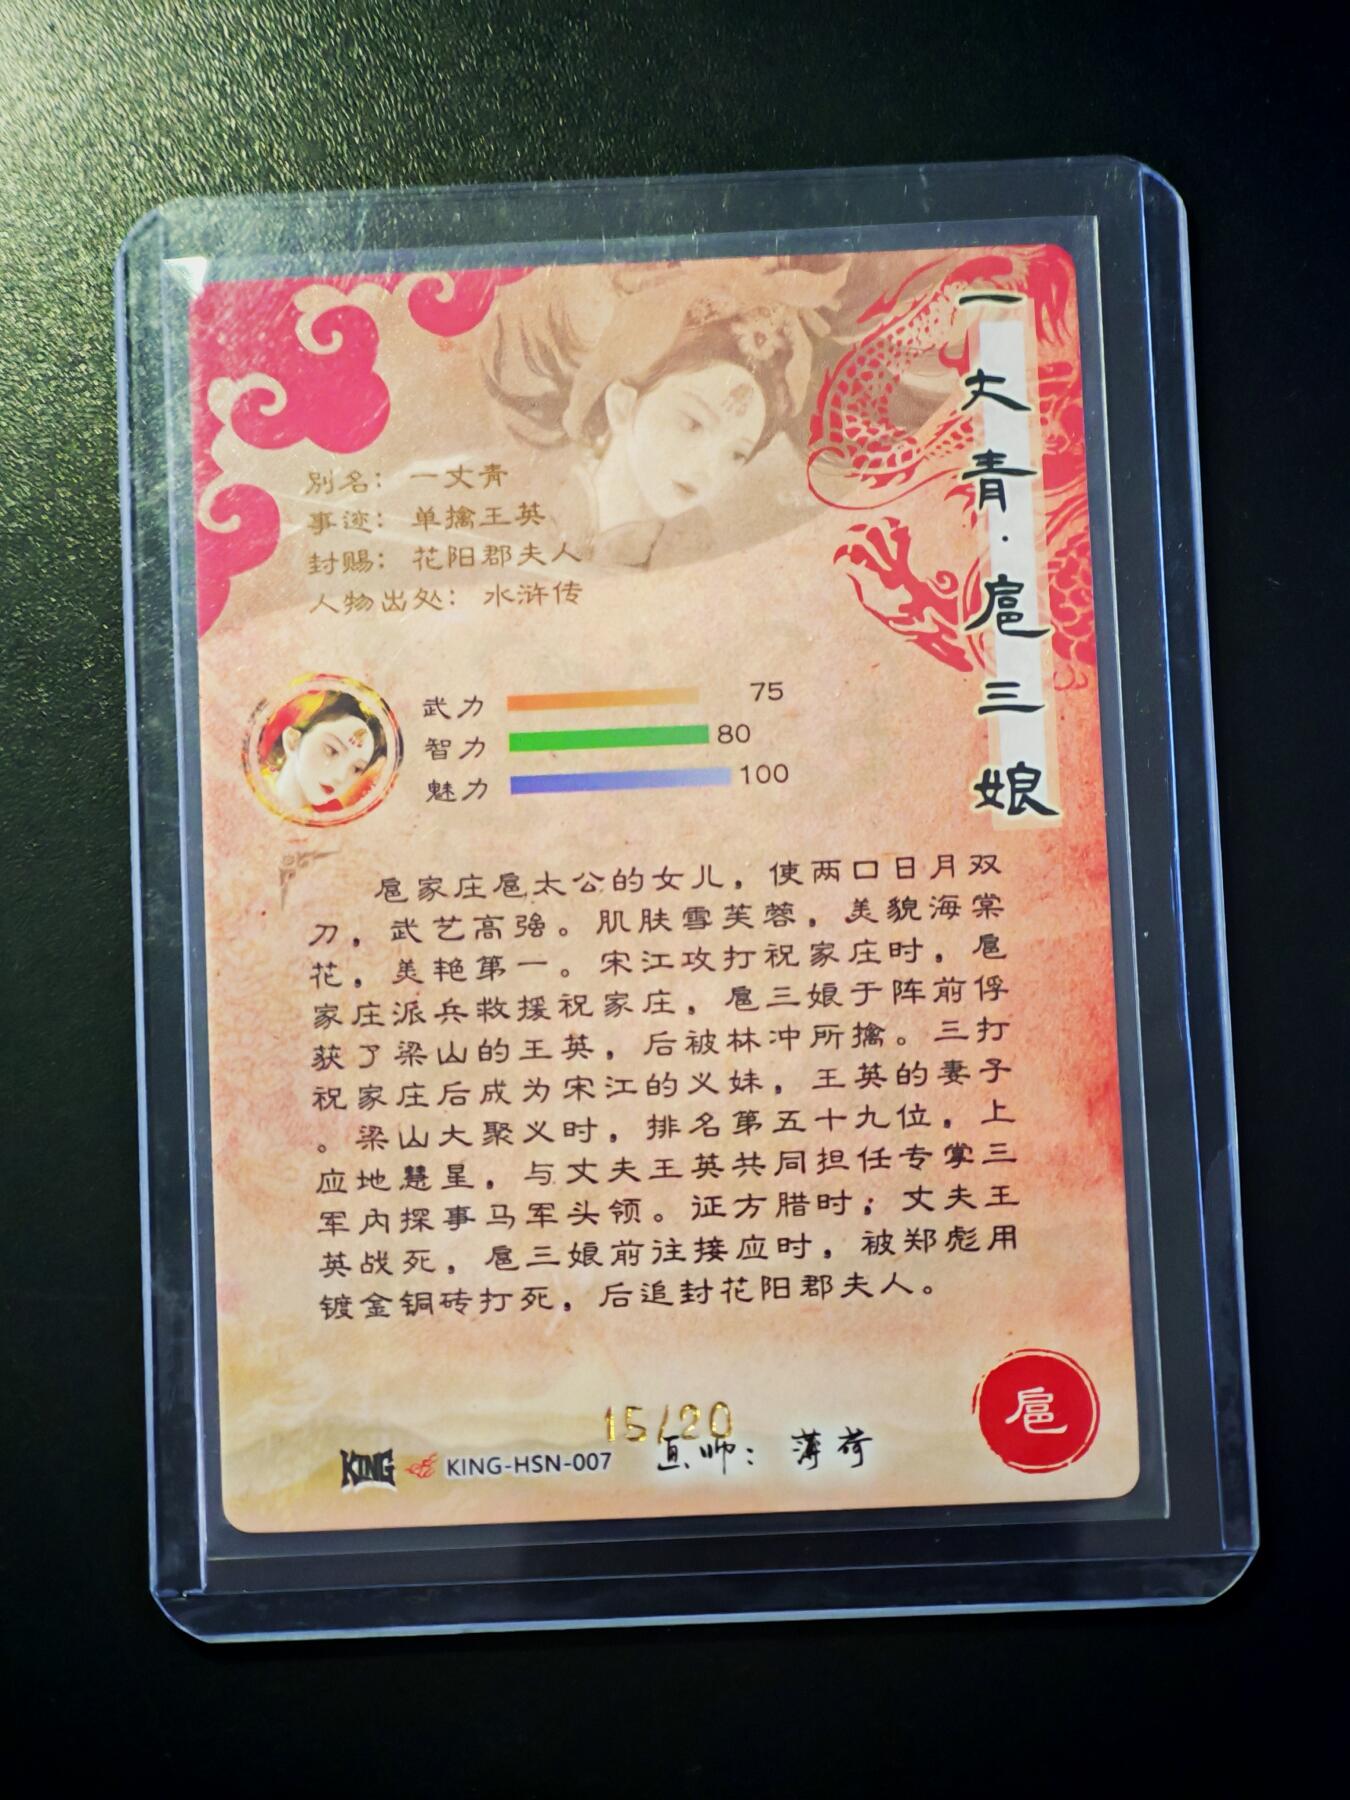 一丈青·扈三娘
别名：一丈青
事迹：单擒王英
封赐：花阳郡夫人
人物出处：水浒传
武力 75
智力 80
魅力 100
扈家庄扈太公的女儿，使两口日月双
刀，武艺高强。肌肤雪芙蓉，美貌海棠
花，美艳第一。宋江攻打祝家庄时，扈
家庄派兵救援祝家庄，扈三娘于阵前俘
获了梁山的王英，后被林冲所擒。三打
祝家庄后成为宋江的义妹，王英的妻子
。梁山大聚义时，排名第五十九位，上
应地慧星，与丈夫王英共同担任专掌三
军内探事马军头领。征方腊时；丈夫王
英战死，扈三娘前往接应时，被郑彪用
镀金铜砖打死，后追封花阳郡夫人。
15/20
KING KING-HSN-007 画师：薄荷
扈